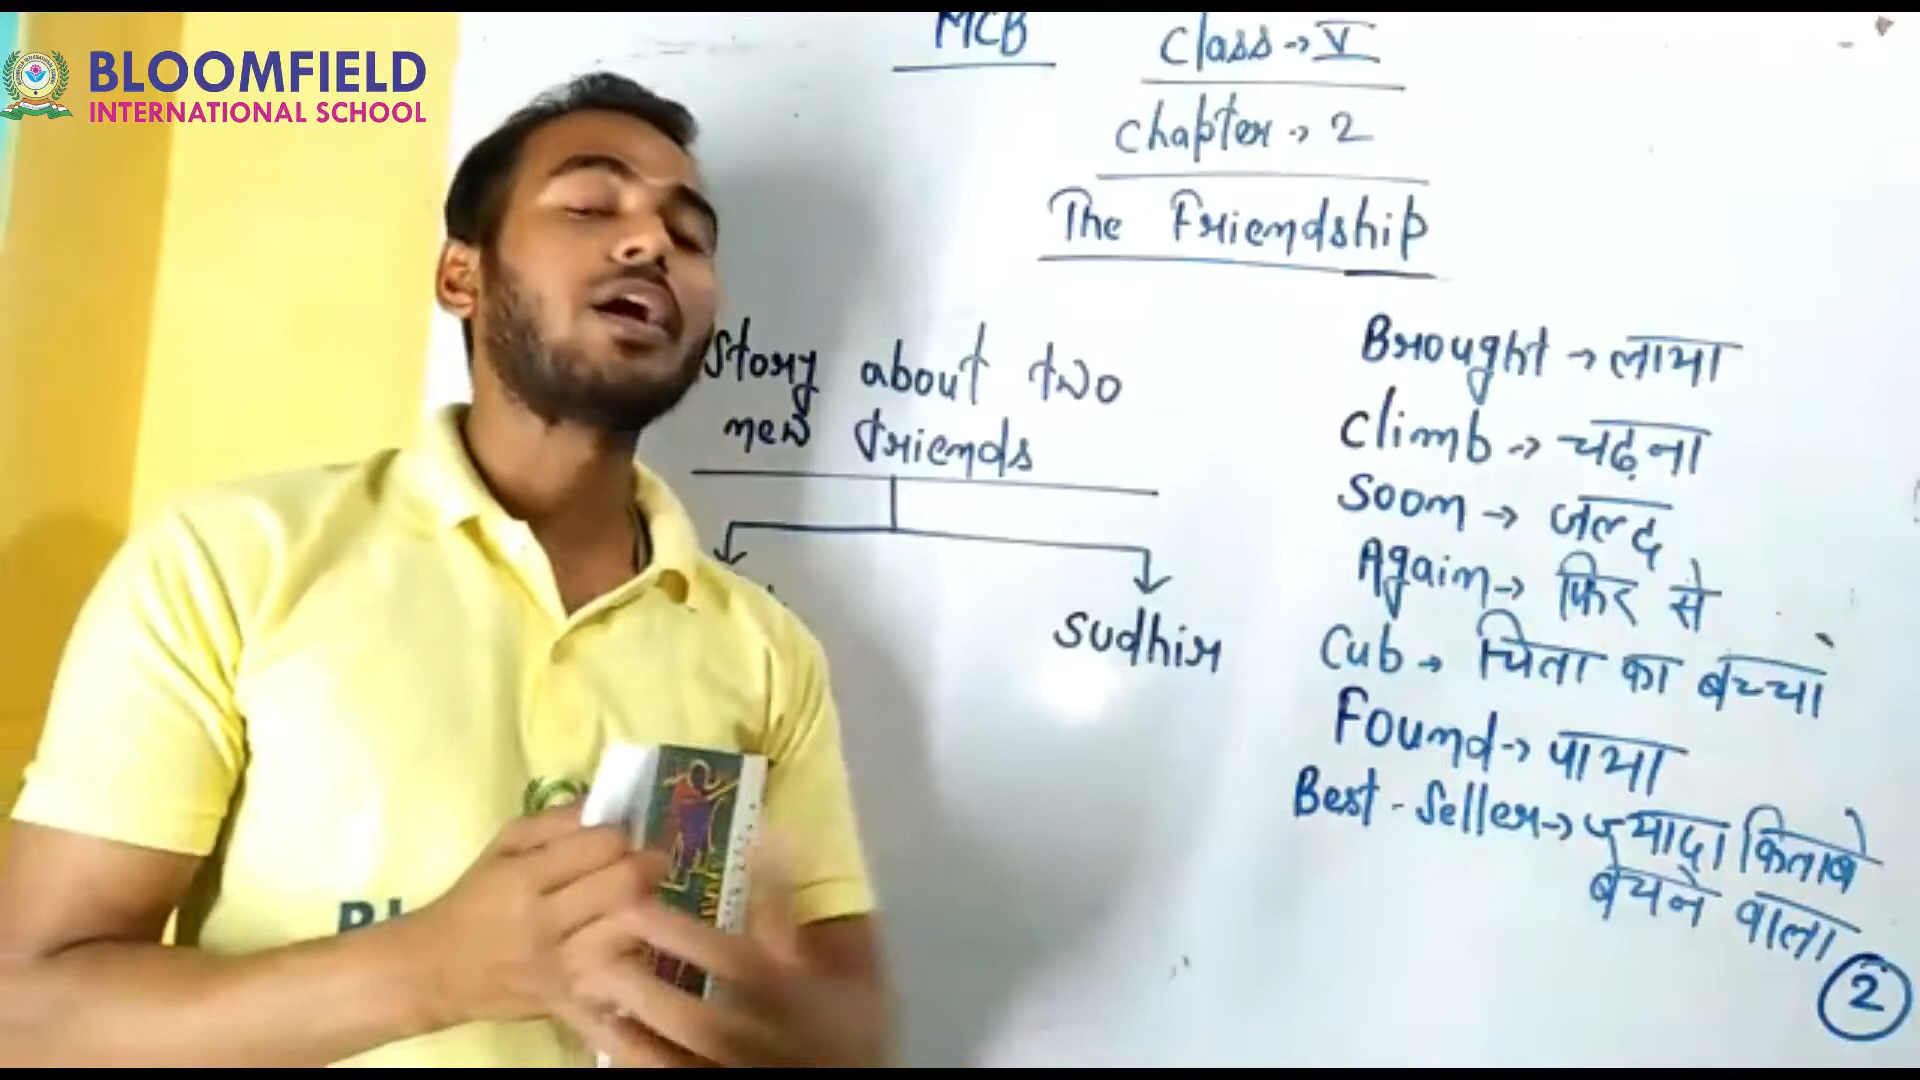 BLOOMFIELD
INTERNATIONAL SCHOOL
MCB
Class → V
Chapter → 2
The Friendship
Story about two
new friends
Sudhir
Brought → लाया
Climb → चढ़ना
Soon → जल्द
Again → फिर से
Cub → चिता का बच्चा
Found → पाया
Best-Seller → ज्यादा किताबे
बेचने वाला
2